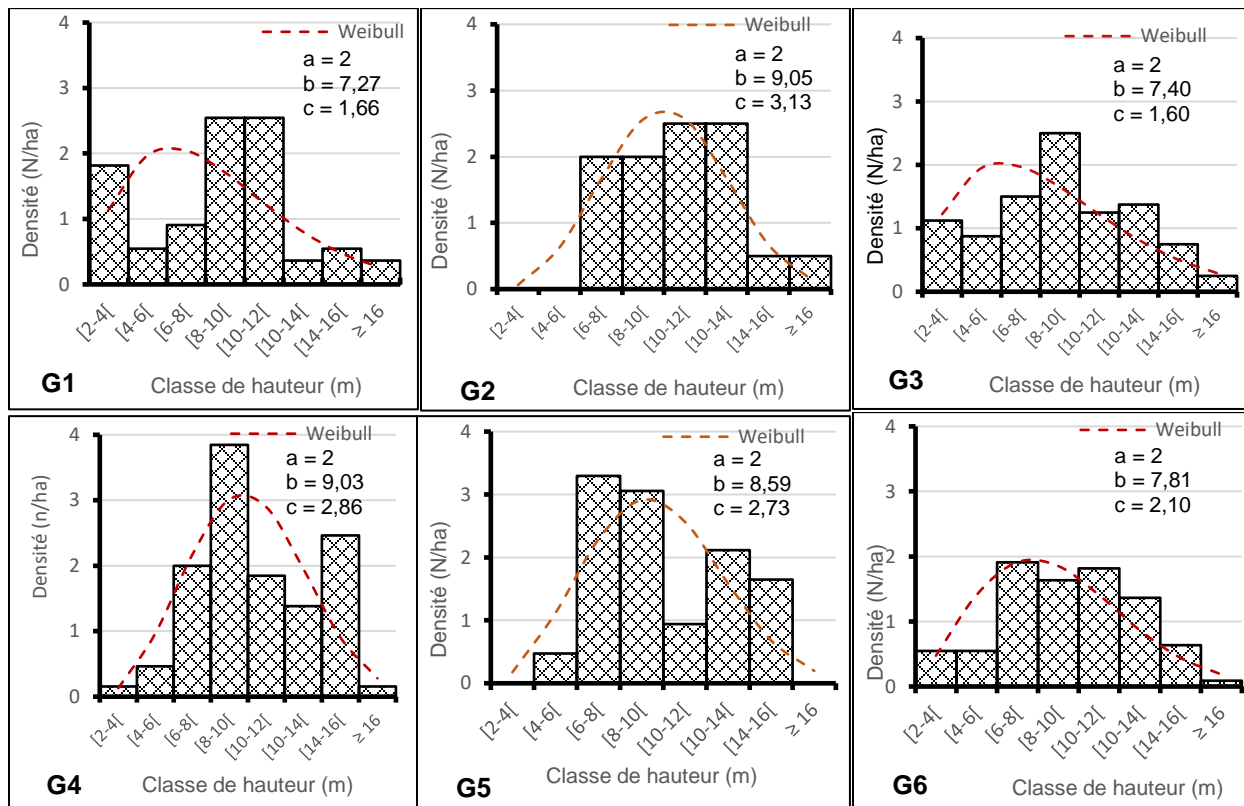 Weibull
a = 2
b = 7,27
c = 1,66
Densité (N/ha)
4
3
2
1
0
[2-4[
[4-6[
[6-8[
[8-10[
[10-12[
[10-14[
[14-16[
≥ 16
G1
Classe de hauteur (m)
Weibull
a = 2
b = 9,05
c = 3,13
Densité (N/ha)
4
3
2
1
0
[2-4[
[4-6[
[6-8[
[8-10[
[10-12[
[10-14[
[14-16[
≥ 16
G2
Classe de hauteur (m)
Weibull
a = 2
b = 7,40
c = 1,60
Densité (N/ha)
4
3
2
1
0
[2-4[
[4-6[
[6-8[
[8-10[
[10-12[
[10-14[
[14-16[
≥ 16
G3
Classe de hauteur (m)
Weibull
a = 2
b = 9,03
c = 2,86
Densité (n/ha)
4
3
2
1
0
[2-4[
[4-6[
[6-8[
[8-10[
[10-12[
[10-14[
[14-16[
≥ 16
G4
Classe de hauteur (m)
Weibull
a = 2
b = 8,59
c = 2,73
Densité (N/ha)
4
3
2
1
0
[2-4[
[4-6[
[6-8[
[8-10[
[10-12[
[10-14[
[14-16[
≥ 16
G5
Classe de hauteur (m)
Weibull
a = 2
b = 7,81
c = 2,10
Densité (N/ha)
4
3
2
1
0
[2-4[
[4-6[
[6-8[
[8-10[
[10-12[
[10-14[
[14-16[
≥ 16
G6
Classe de hauteur (m)